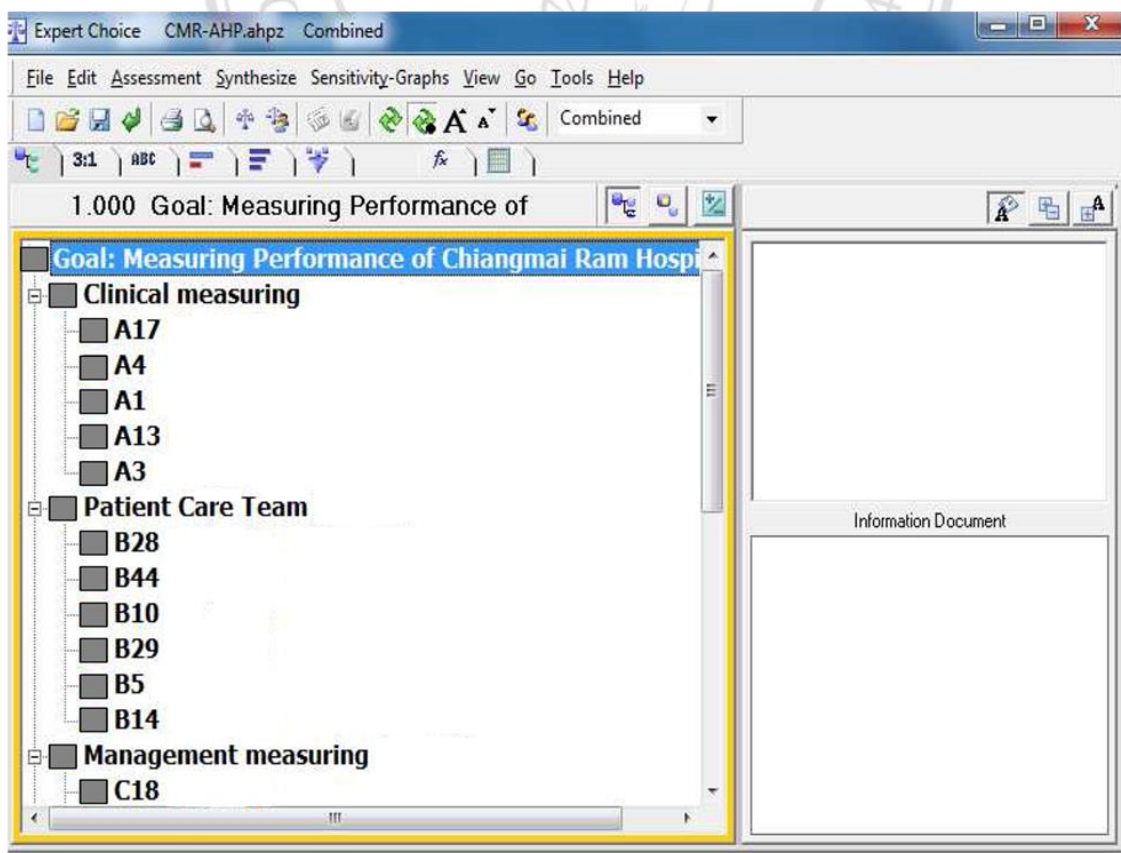 Expert Choice CMR-AHP.ahpz Combined
File Edit Assessment Synthesize Sensitivity-Graphs View Go Tools Help
A A Combined
3:1 ABC fx
1.000 Goal: Measuring Performance of
A A
Goal: Measuring Performance of Chiangmai Ram Hospi
Clinical measuring
A17
A4
A1
A13
A3
Patient Care Team
B28
B44
B10
B29
B5
B14
Management measuring
C18
Information Document